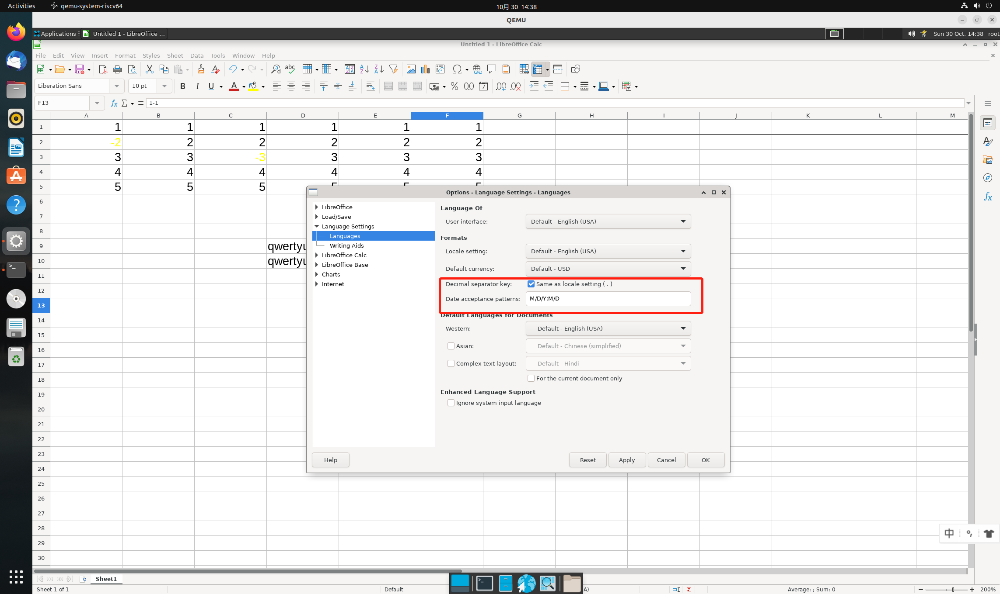 Activities qemu-system-riscv64 10月 30 14:38
QEMU
Applications Untitled 1 - LibreOffice ... Sun 30 Oct, 14:38 root
Untitled 1 - LibreOffice Calc
File Edit View Insert Format Styles Sheet Data Tools Window Help
Liberation Sans 10 pt
F13 1-1
A B C D E F G H I J K L M
1 1 1 1 1 1 1
2 -2 2 2 2 2 2
3 3 3 -3 3 3 3
4 4 4 4 4 4 4
5 5 5 5 5 5 5
6
7
8
9 qwertyu
10 qwertyu
11
12
13
14
15
16
17
18
19
20
21
22
23
24
25
26
27
28
29
30
Options - Language Settings - Languages
LibreOffice
Load/Save
Language Settings
Languages
Writing Aids
LibreOffice Calc
LibreOffice Base
Charts
Internet
Language Of
User interface: Default - English (USA)
Formats
Locale setting: Default - English (USA)
Default currency: Default - USD
Decimal separator key: Same as locale setting ( . )
Date acceptance patterns: M/D/Y;M/D
Default Languages for Documents
Western: Default - English (USA)
Asian: Default - Chinese (simplified)
Complex text layout: Default - Hindi
For the current document only
Enhanced Language Support
Ignore system input language
Help Reset Apply Cancel OK
中
Sheet1
Sheet 1 of 1 Default A) Average: ; Sum: 0 200%